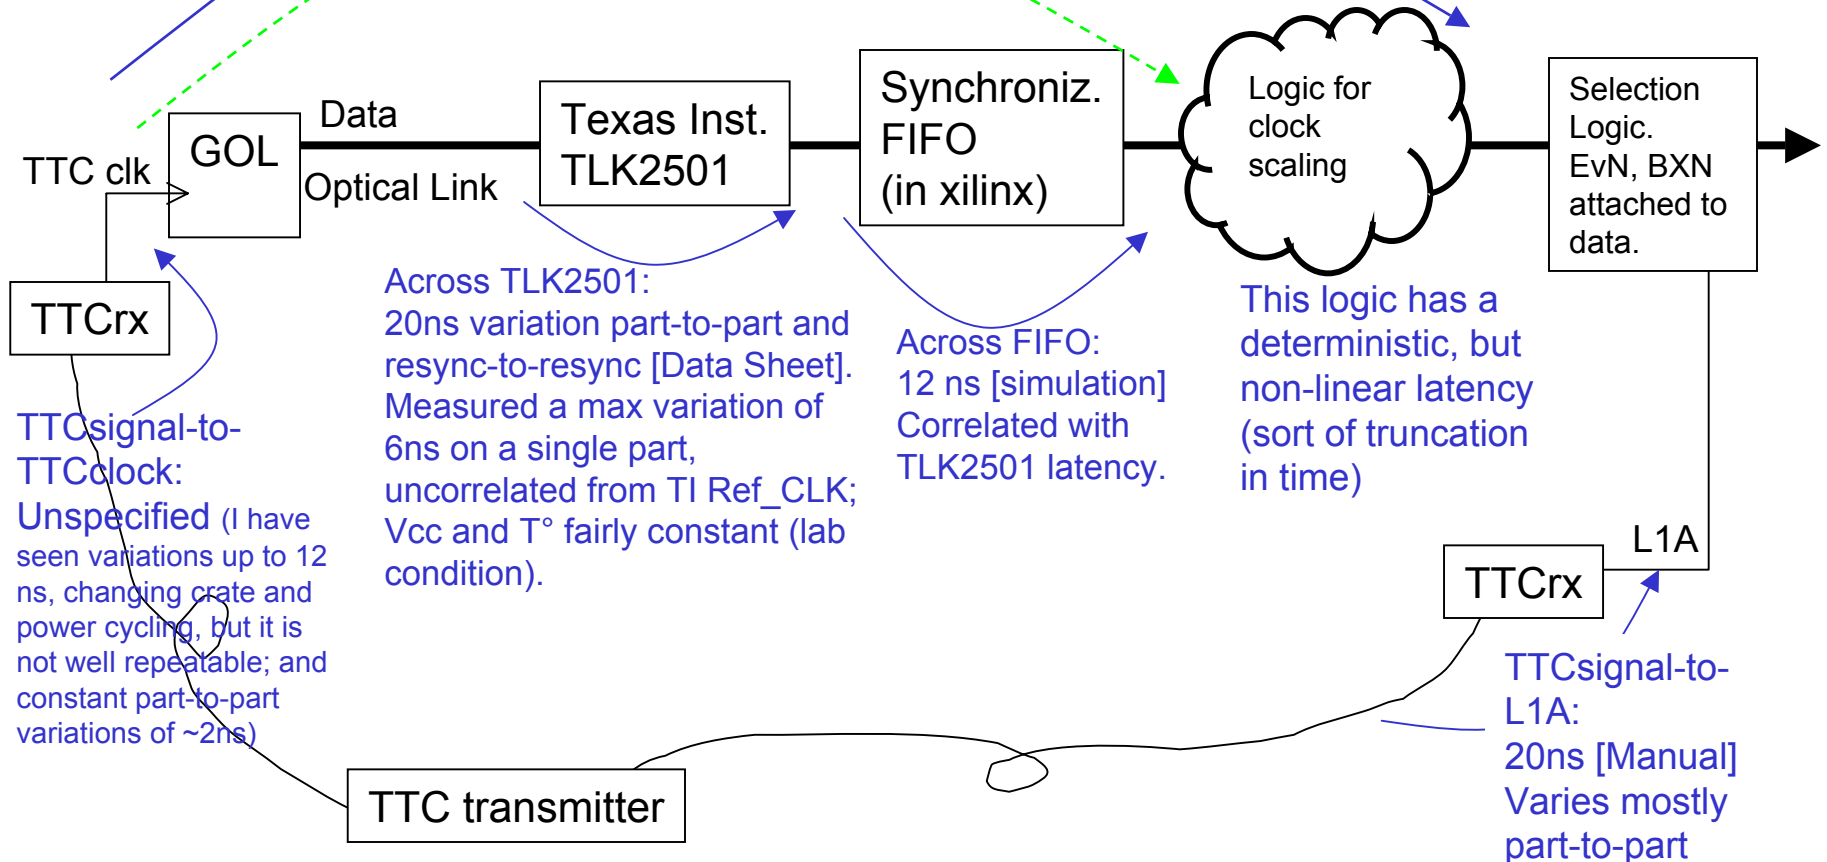 TTC clk
GOL
Data
Optical Link
Texas Inst.
TLK2501
Synchroniz.
FIFO
(in xilinx)
Logic for
clock
scaling
Selection
Logic.
EvN, BXN
attached to
data.
TTCrx
TTCsignal-to-
TTCclock:
Unspecified (I have
seen variations up to 12
ns, changing crate and
power cycling, but it is
not well repeatable; and
constant part-to-part
variations of ~2ns)
Across TLK2501:
20ns variation part-to-part and
resync-to-resync [Data Sheet].
Measured a max variation of
6ns on a single part,
uncorrelated from TI Ref_CLK;
Vcc and T° fairly constant (lab
condition).
Across FIFO:
12 ns [simulation]
Correlated with
TLK2501 latency.
This logic has a
deterministic, but
non-linear latency
(sort of truncation
in time)
L1A
TTCrx
TTCsignal-to-
L1A:
20ns [Manual]
Varies mostly
part-to-part
TTC transmitter